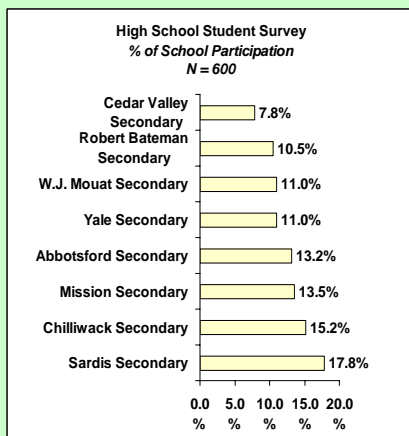 High School Student Survey
% of School Participation
N = 600
Cedar Valley
Secondary
7.8%
Robert Bateman
Secondary
10.5%
W.J. Mouat Secondary
11.0%
Yale Secondary
11.0%
Abbotsford Secondary
13.2%
Mission Secondary
13.5%
Chilliwack Secondary
15.2%
Sardis Secondary
17.8%
0.0 5.0 10.0 15.0 20.0
% % % % %